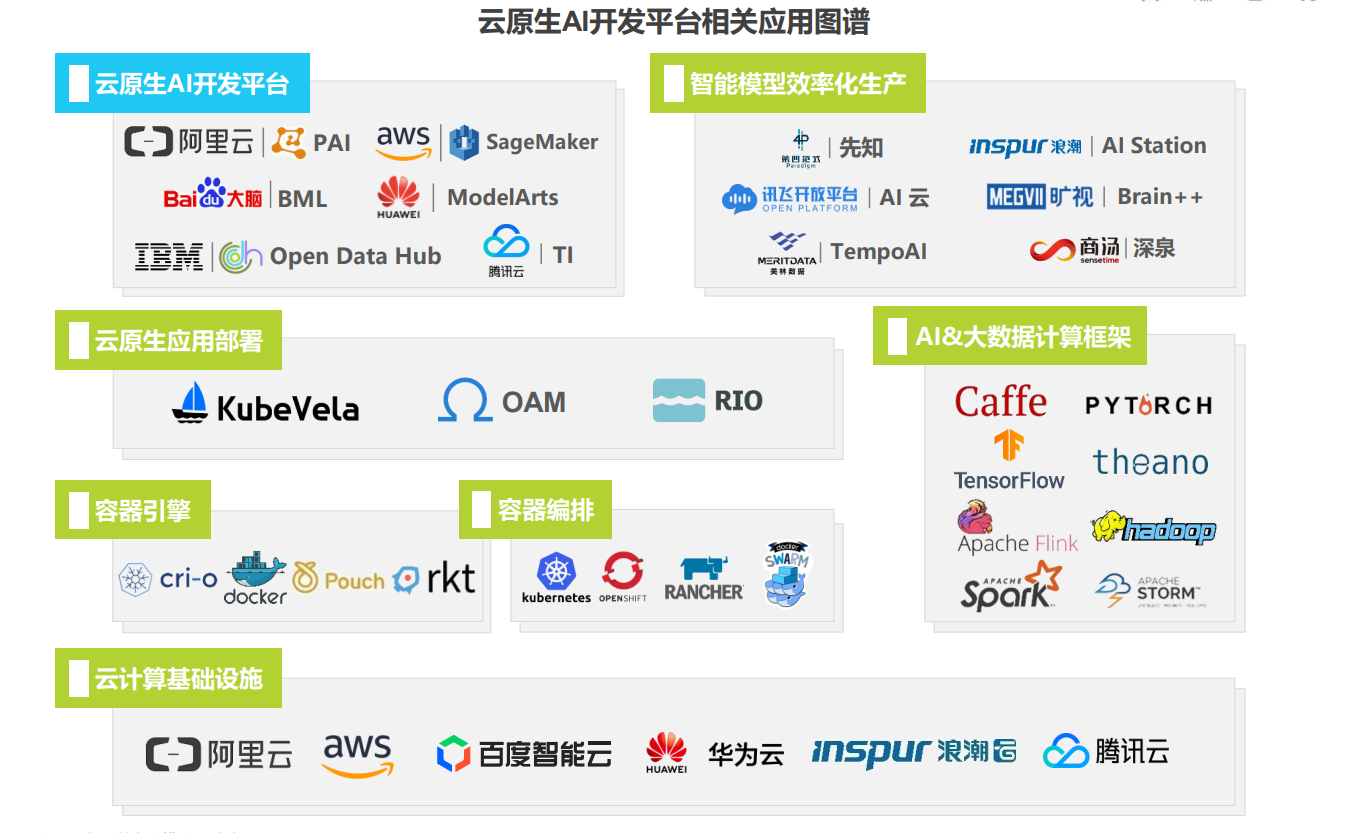 云原生AI开发平台相关应用图谱
云原生AI开发平台
阿里云 | PAI
aws | SageMaker
Bai du 大脑 | BML
HUAWEI | ModelArts
IBM | Open Data Hub
腾讯云 | TI
智能模型效率化生产
4P 第四范式 Paradigm | 先知
inspur 浪潮 | AI Station
讯飞开放平台 OPEN PLATFORM | AI 云
MEGVII 旷视 | Brain++
MERITDATA 美林数据 | TempoAI
商汤 sensetime | 深泉
云原生应用部署
KubeVela
OAM
RIO
AI&大数据计算框架
Caffe
PYTORCH
TensorFlow
theano
Apache Flink
hadoop
APACHE Spark
APACHE STORM
容器引擎
cri-o
docker
Pouch
rkt
容器编排
kubernetes
OPENSHIFT
RANCHER
docker SWARM
云计算基础设施
阿里云
aws
百度智能云
HUAWEI 华为云
inspur 浪潮云
腾讯云